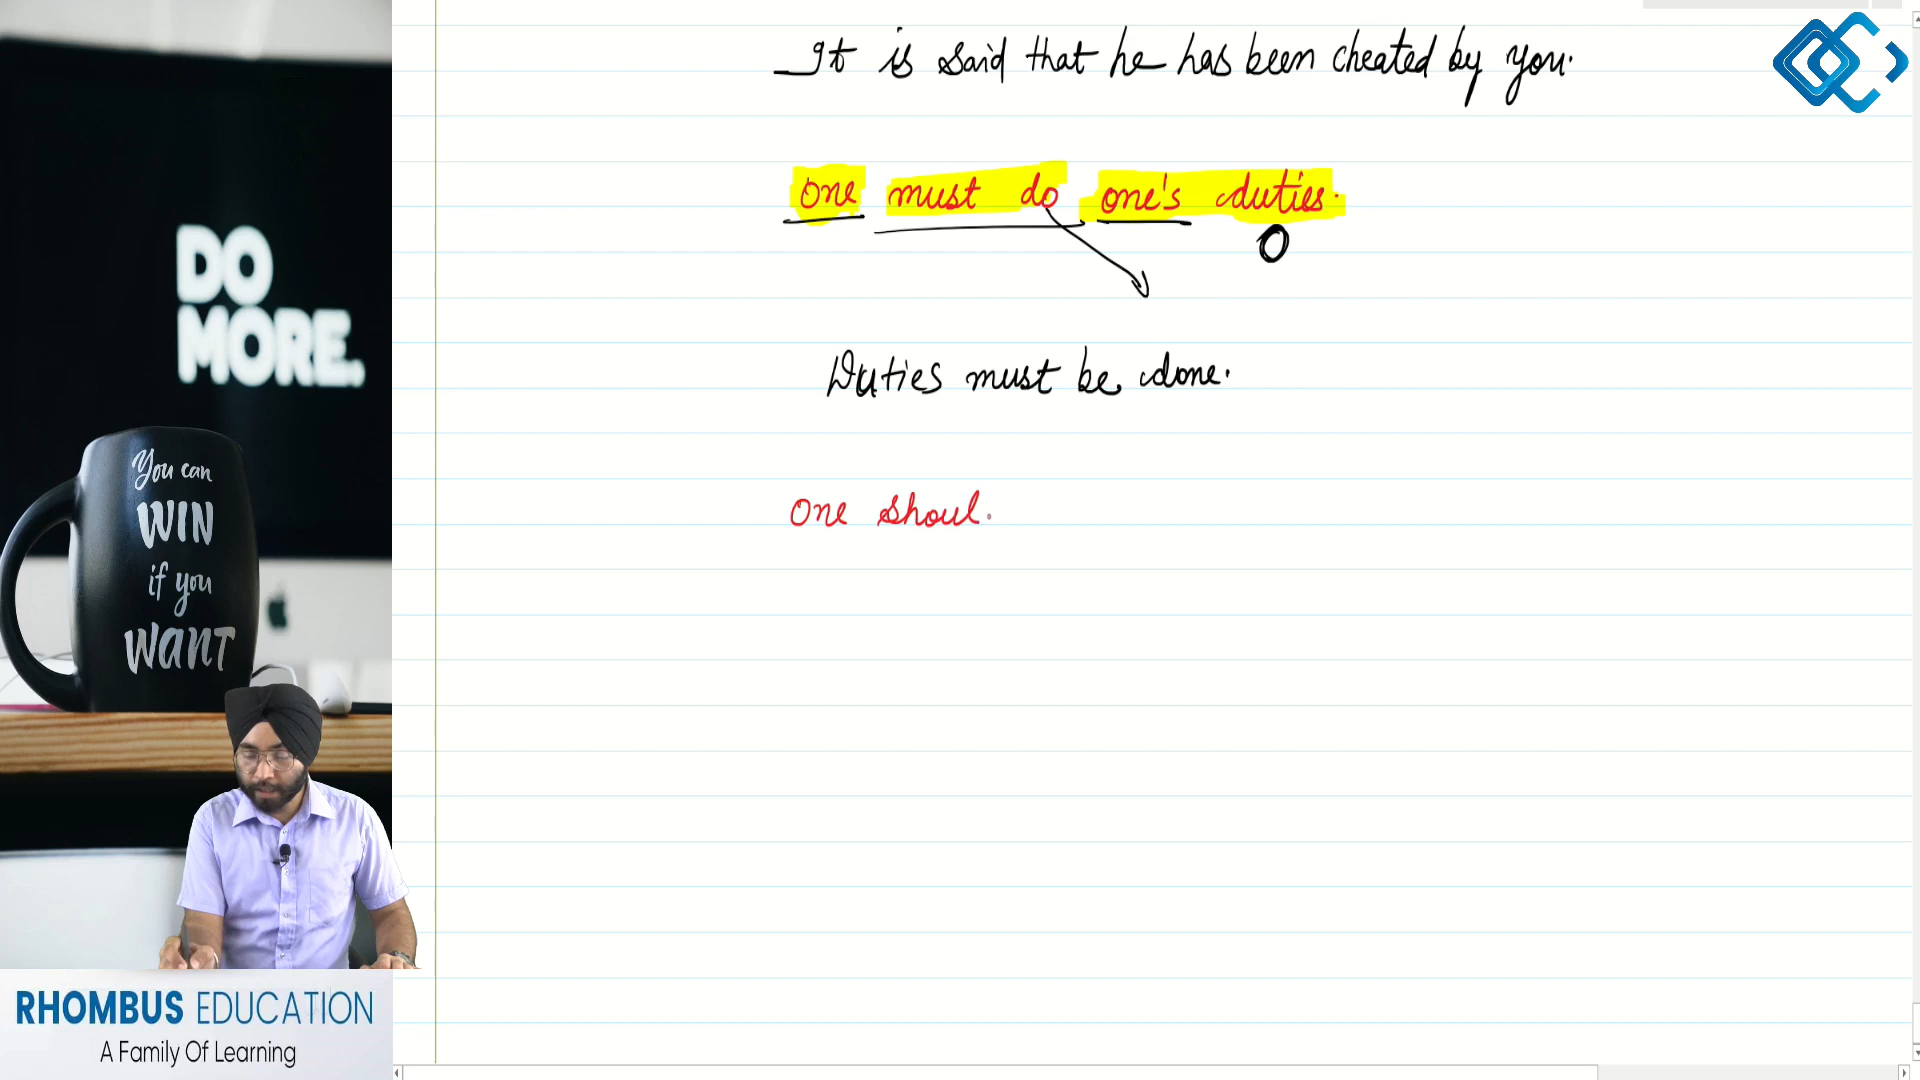 It is said that he has been cheated by you.
one must do one's duties.
O
Duties must be done.
One shoul
DO
MORE.
You can
WIN
if you
WANT
RHOMBUS EDUCATION
A Family Of Learning